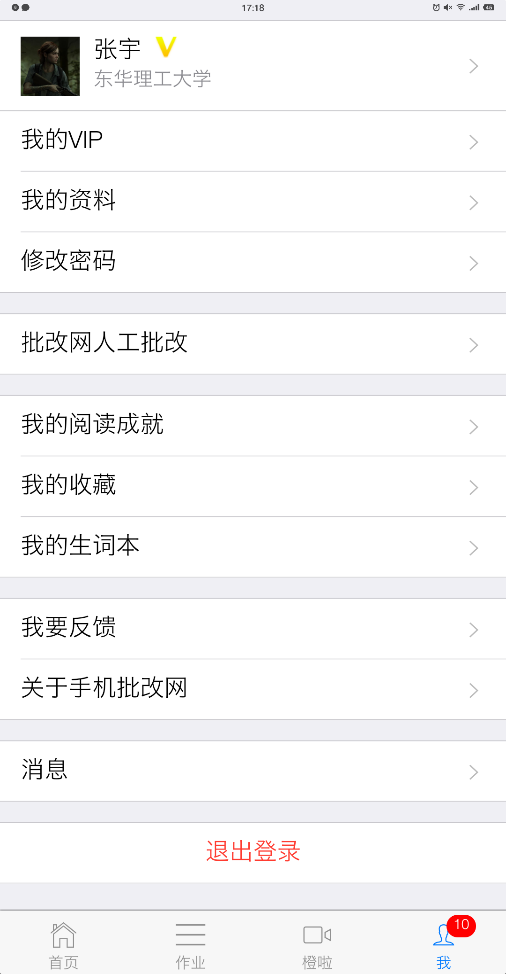 17:18
张宇 V
东华理工大学
我的VIP
我的资料
修改密码
批改网人工批改
我的阅读成就
我的收藏
我的生词本
我要反馈
关于手机批改网
消息
退出登录
10
首页 作业 橙啦 我